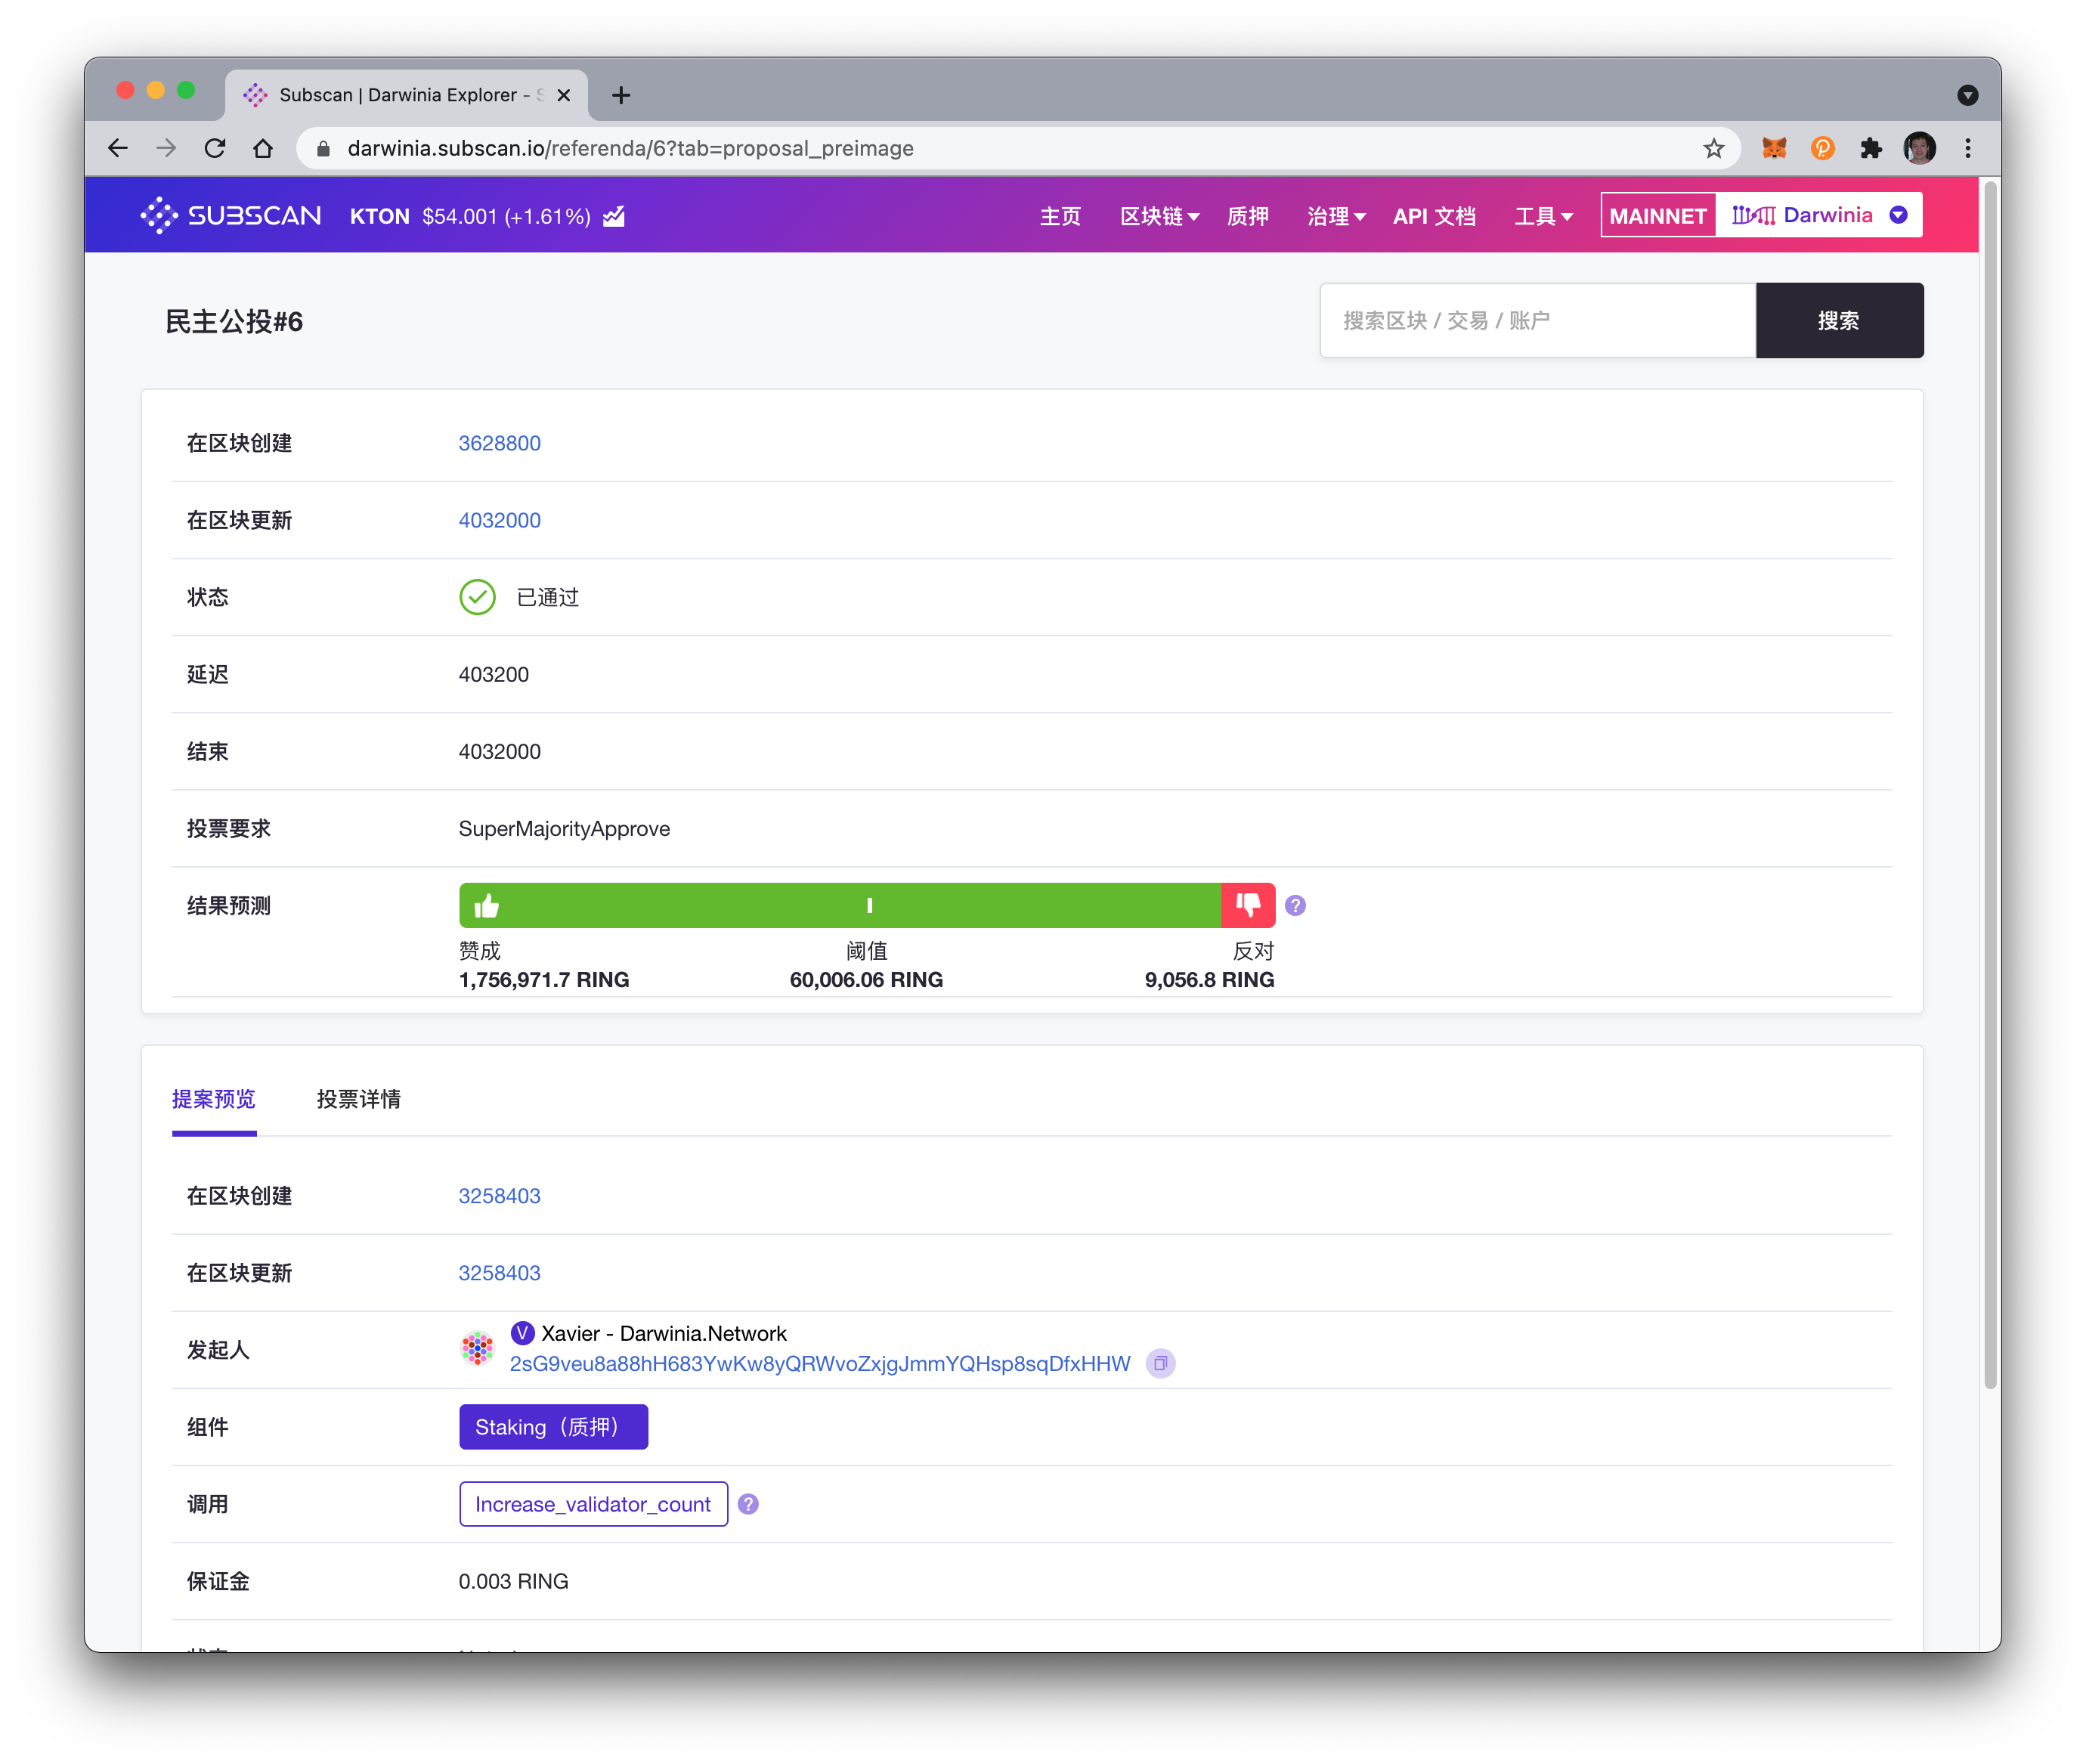 Subscan | Darwinia Explorer - S
darwinia.subscan.io/referenda/6?tab=proposal_preimage
SUBSCAN KTON $54.001 (+1.61%) 主页 区块链 质押 治理 API 文档 工具 MAINNET Darwinia
民主公投#6 搜索区块 / 交易 / 账户 搜索
在区块创建 3628800
在区块更新 4032000
状态 已通过
延迟 403200
结束 4032000
投票要求 SuperMajorityApprove
结果预测
赞成 阈值 反对
1,756,971.7 RING 60,006.06 RING 9,056.8 RING
提案预览 投票详情
在区块创建 3258403
在区块更新 3258403
V Xavier - Darwinia.Network
发起人 2sG9veu8a88hH683YwKw8yQRWvoZxjgJmmYQHsp8sqDfxHHW
组件 Staking（质押）
调用 Increase_validator_count ?
保证金 0.003 RING